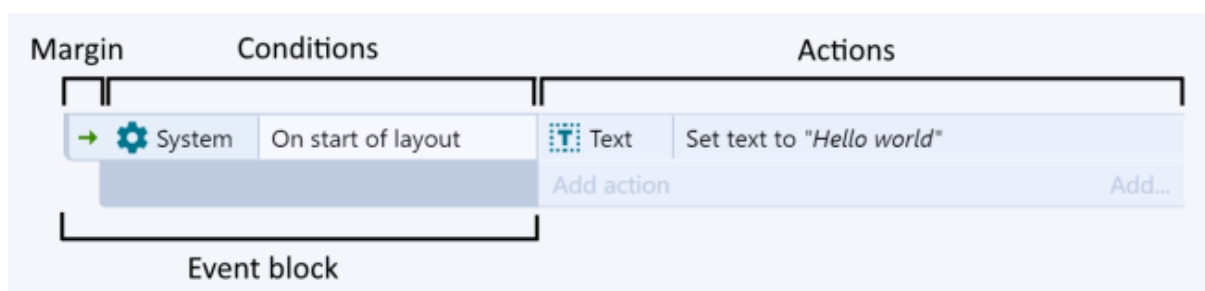 Margin Conditions Actions
System On start of layout Text Set text to "Hello world"
Add action Add...
Event block